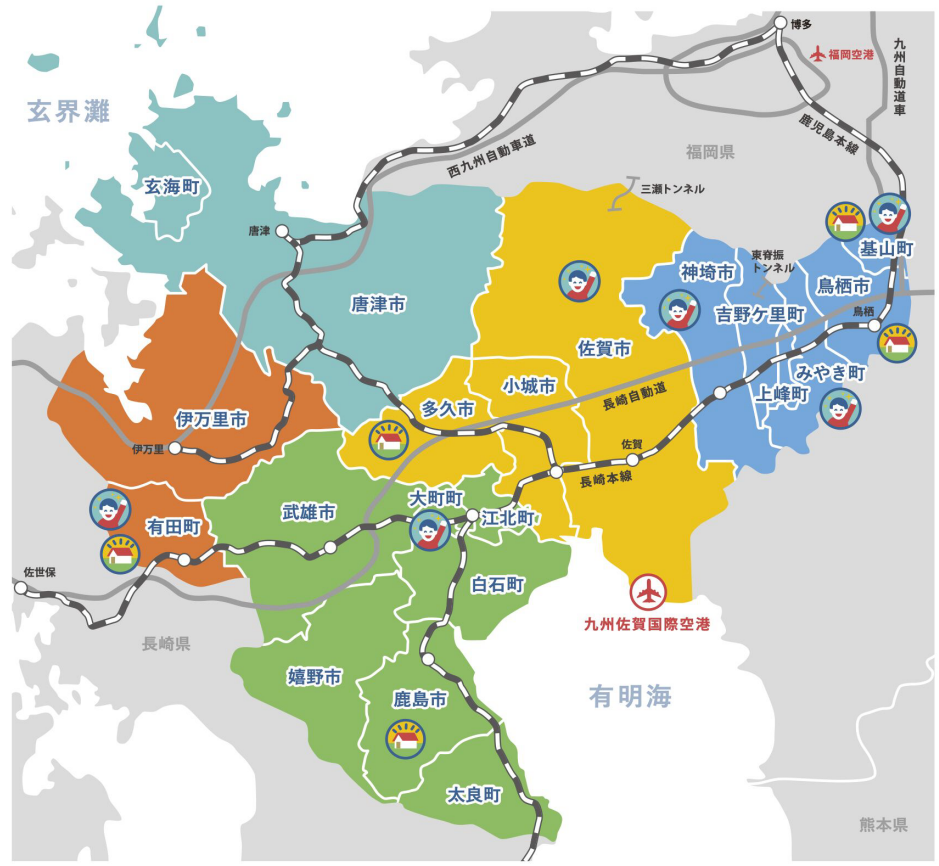 博多
福岡空港
九州自動道車
玄界灘
鹿児島本線
西九州自動車道
福岡県
三瀬トンネル
玄海町
唐津
基山町
東脊振
トンネル
神埼市
鳥栖市
唐津市
吉野ケ里町
鳥栖
佐賀市
みやき町
小城市
上峰町
長崎自動道
多久市
伊万里市
伊万里
佐賀
長崎本線
大町町
武雄市
江北町
有田町
佐世保
白石町
九州佐賀国際空港
長崎県
嬉野市
鹿島市
有明海
太良町
熊本県